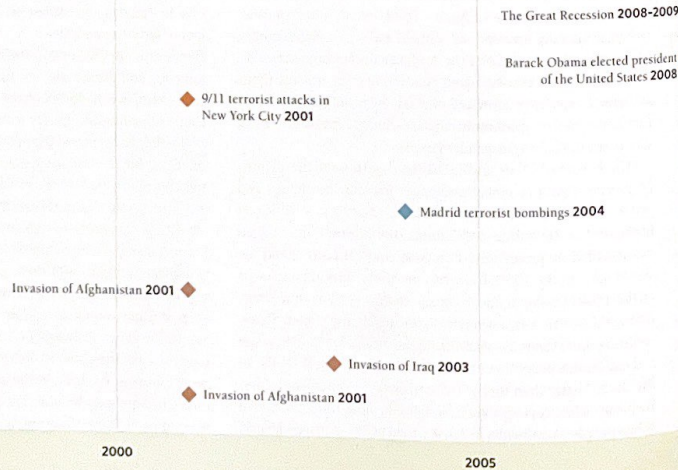 The Great Recession 2008-2009
Barack Obama elected president
of the United States 2008
9/11 terrorist attacks in
New York City 2001
Madrid terrorist bombings 2004
Invasion of Afghanistan 2001
Invasion of Iraq 2003
Invasion of Afghanistan 2001
2000
2005